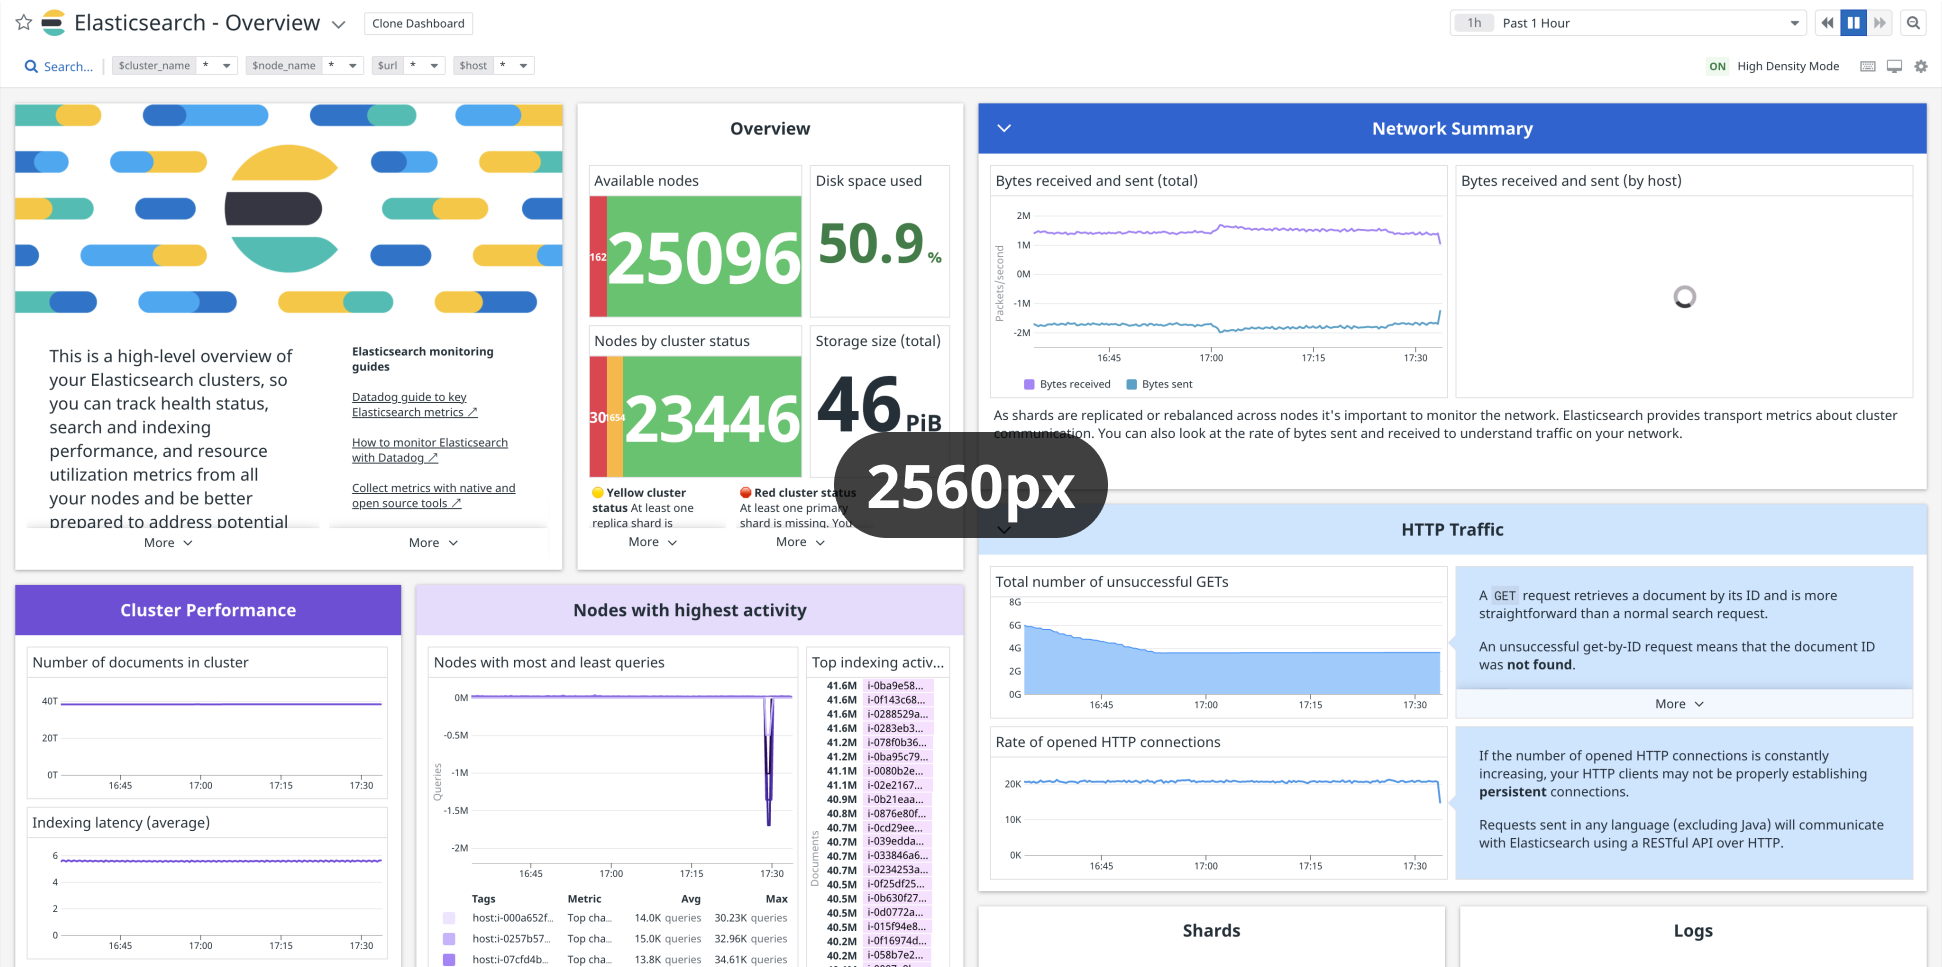 Elasticsearch - Overview
Clone Dashboard
1h Past 1 Hour
Search...
$cluster_name *
$node_name *
$url *
$host *
ON High Density Mode
This is a high-level overview of
your Elasticsearch clusters, so
you can track health status,
search and indexing
performance, and resource
utilization metrics from all
your nodes and be better
prepared to address potential
More
Elasticsearch monitoring
guides
Datadog guide to key
Elasticsearch metrics ↗
How to monitor Elasticsearch
with Datadog ↗
Collect metrics with native and
open source tools ↗
More
Overview
Available nodes
162
25096
Disk space used
50.9 %
Nodes by cluster status
30
1654
23446
Storage size (total)
46 PiB
Yellow cluster
status At least one
replica shard is
More
Red cluster status
At least one primary
shard is missing. You
More
2560px
Network Summary
Bytes received and sent (total)
Packets/second
2M
1M
0M
-1M
-2M
16:45 17:00 17:15 17:30
Bytes received Bytes sent
Bytes received and sent (by host)
As shards are replicated or rebalanced across nodes it's important to monitor the network. Elasticsearch provides transport metrics about cluster
communication. You can also look at the rate of bytes sent and received to understand traffic on your network.
HTTP Traffic
Total number of unsuccessful GETs
8G
6G
4G
2G
0G
16:45 17:00 17:15 17:30
A GET request retrieves a document by its ID and is more
straightforward than a normal search request.
An unsuccessful get-by-ID request means that the document ID
was not found.
More
Rate of opened HTTP connections
20K
10K
0K
16:45 17:00 17:15 17:30
If the number of opened HTTP connections is constantly
increasing, your HTTP clients may not be properly establishing
persistent connections.
Requests sent in any language (excluding Java) will communicate
with Elasticsearch using a RESTful API over HTTP.
Cluster Performance
Number of documents in cluster
40T
20T
0T
16:45 17:00 17:15 17:30
Indexing latency (average)
6
4
2
0
16:45 17:00 17:15 17:30
Nodes with highest activity
Nodes with most and least queries
Queries
0M
-0.5M
-1M
-1.5M
-2M
16:45 17:00 17:15 17:30
Tags Metric Avg Max
host:i-000a652f... Top cha... 14.0K queries 30.23K queries
host:i-0257b57... Top cha... 15.0K queries 32.96K queries
host:i-07cfd4b... Top cha... 13.8K queries 34.61K queries
Top indexing activ...
Documents
41.6M i-0ba9e58...
41.6M i-0f143c68...
41.6M i-0288529a...
41.6M i-0283eb3...
41.2M i-078f0b36...
41.2M i-0ba95c79...
41.1M i-0080b2e...
41.1M i-02e2167...
40.9M i-0b21eaa...
40.8M i-0876e80f...
40.7M i-0cd29ee...
40.7M i-039edda...
40.7M i-033846a6...
40.7M i-0234253a...
40.5M i-0f25df25...
40.5M i-0b630f27...
40.5M i-0d0772a...
40.5M i-015f94e8...
40.2M i-0f16974d...
40.2M i-058b7e2...
Shards
Logs